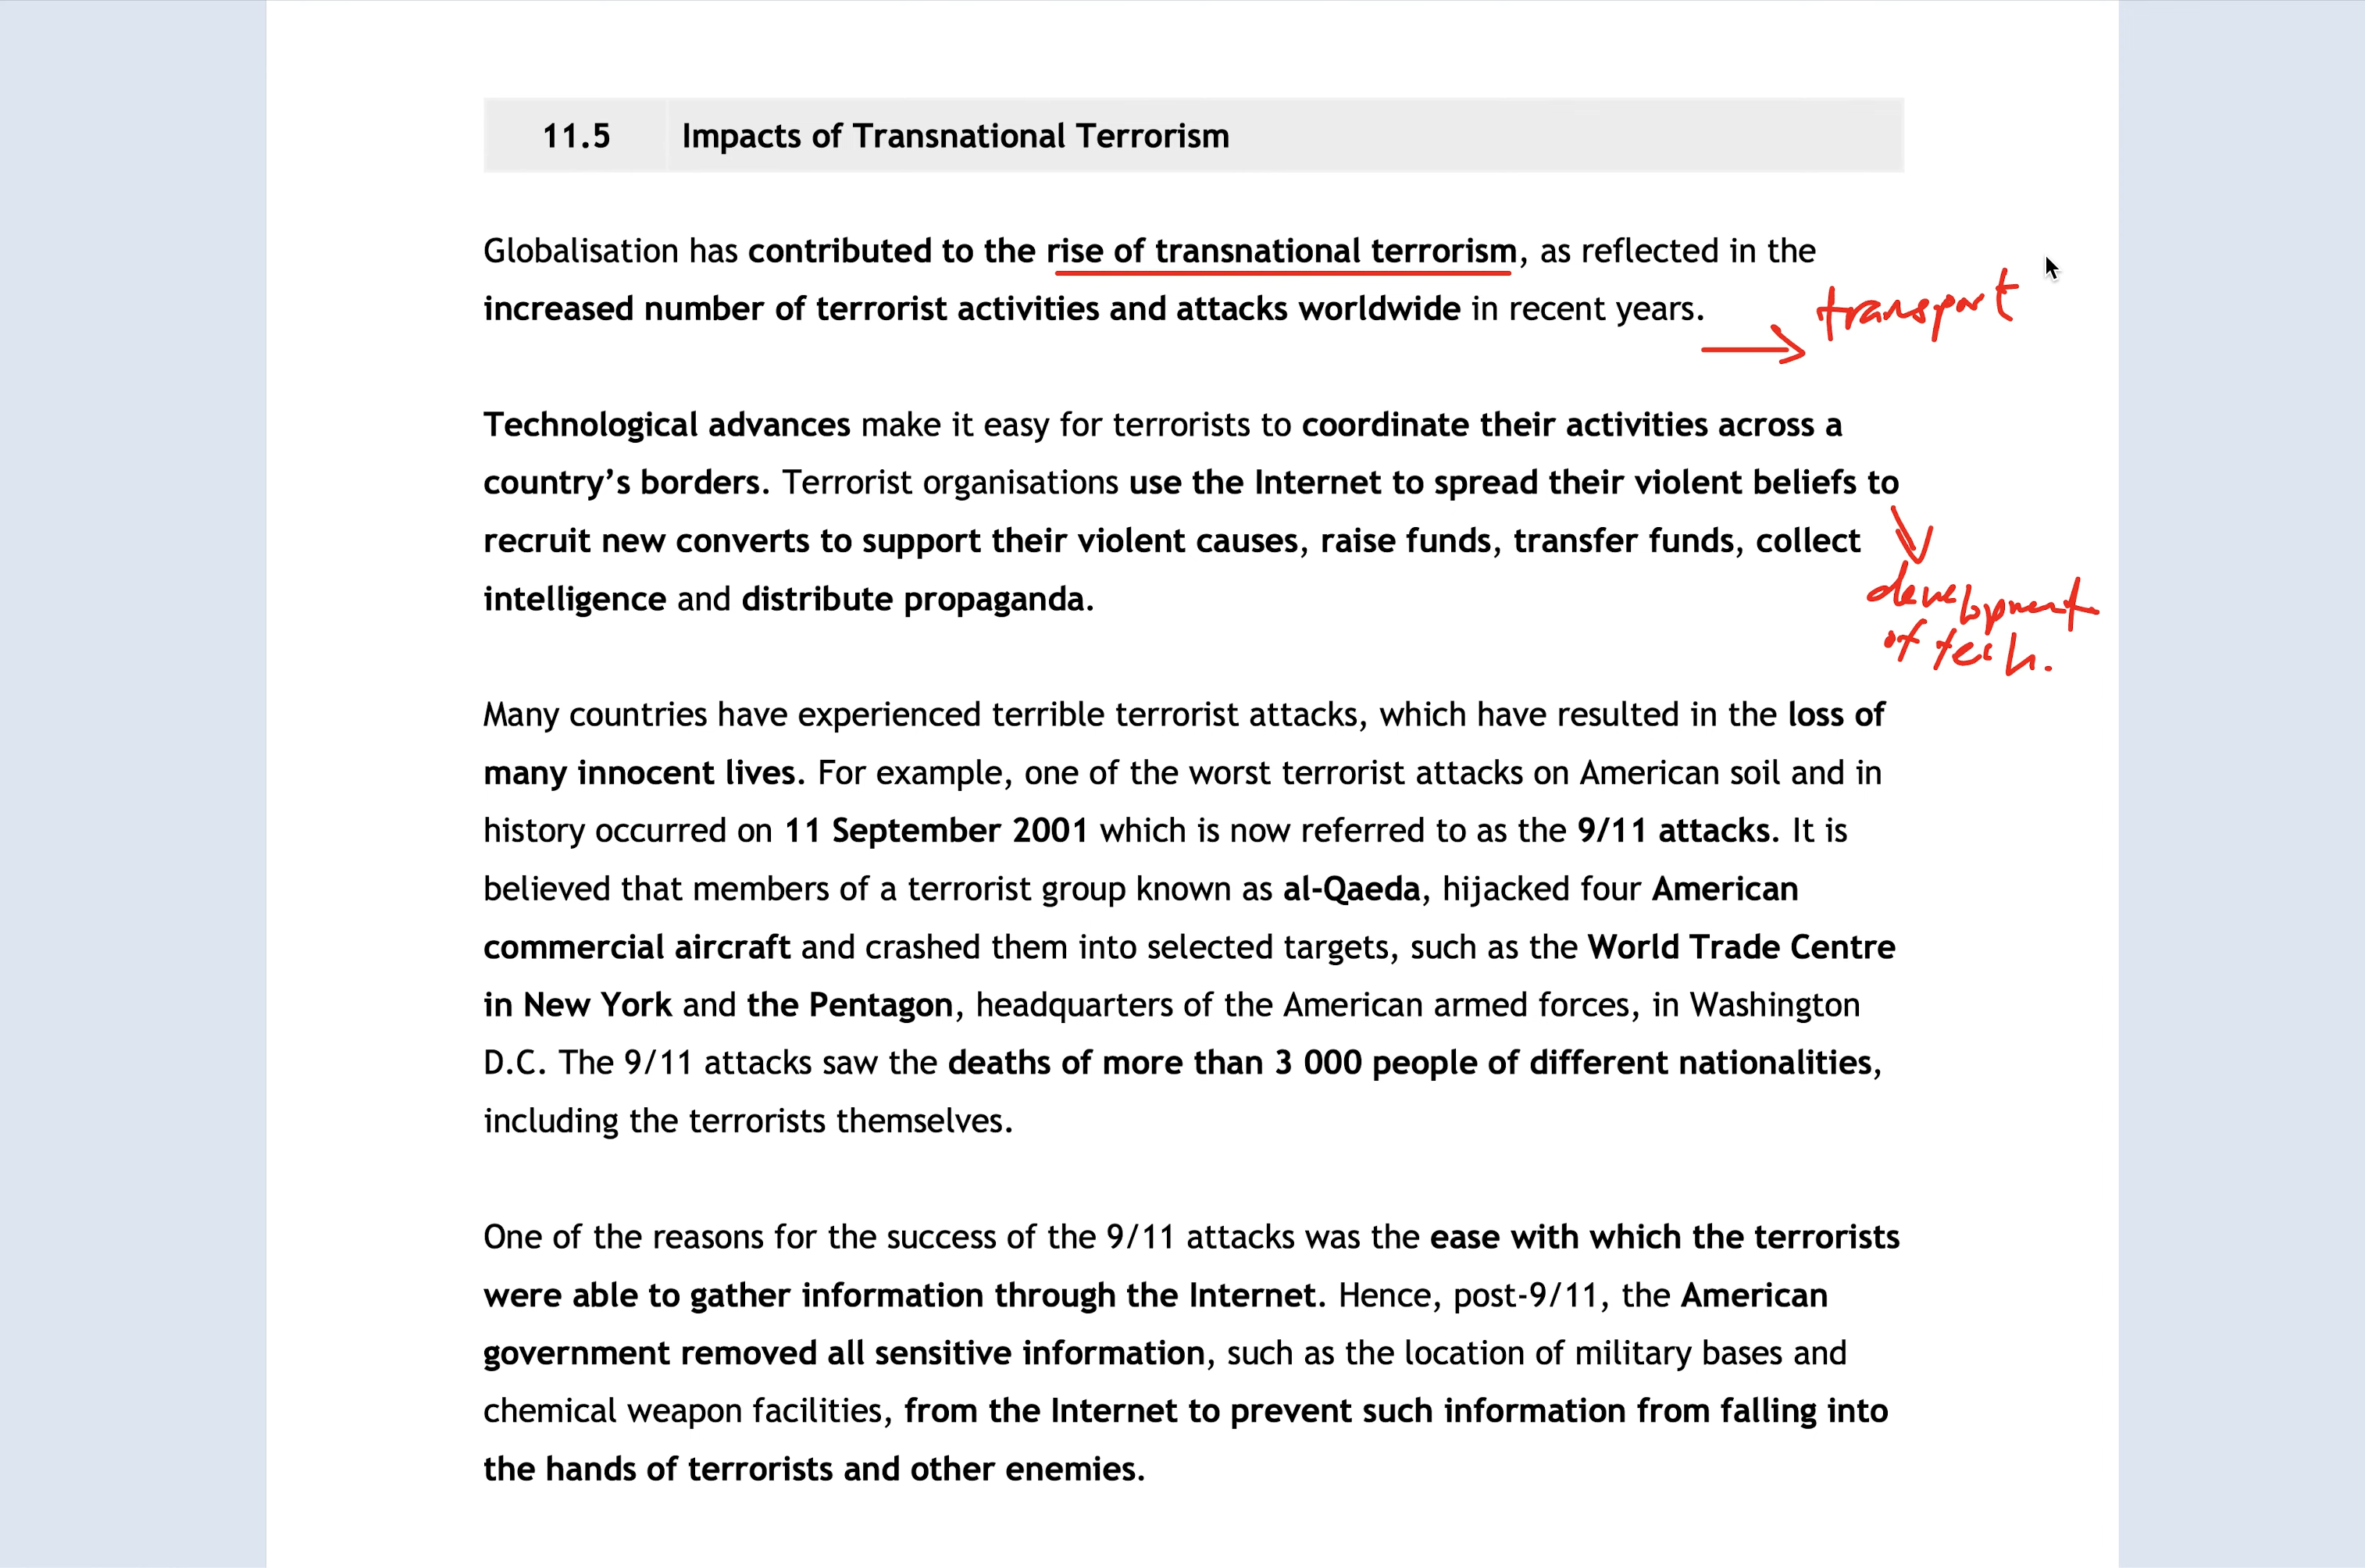 11.5 Impacts of Transnational Terrorism
Globalisation has contributed to the rise of transnational terrorism, as reflected in the
increased number of terrorist activities and attacks worldwide in recent years.
transport
Technological advances make it easy for terrorists to coordinate their activities across a
country’s borders. Terrorist organisations use the Internet to spread their violent beliefs to
recruit new converts to support their violent causes, raise funds, transfer funds, collect
intelligence and distribute propaganda.
development
of tech.
Many countries have experienced terrible terrorist attacks, which have resulted in the loss of
many innocent lives. For example, one of the worst terrorist attacks on American soil and in
history occurred on 11 September 2001 which is now referred to as the 9/11 attacks. It is
believed that members of a terrorist group known as al-Qaeda, hijacked four American
commercial aircraft and crashed them into selected targets, such as the World Trade Centre
in New York and the Pentagon, headquarters of the American armed forces, in Washington
D.C. The 9/11 attacks saw the deaths of more than 3 000 people of different nationalities,
including the terrorists themselves.
One of the reasons for the success of the 9/11 attacks was the ease with which the terrorists
were able to gather information through the Internet. Hence, post-9/11, the American
government removed all sensitive information, such as the location of military bases and
chemical weapon facilities, from the Internet to prevent such information from falling into
the hands of terrorists and other enemies.